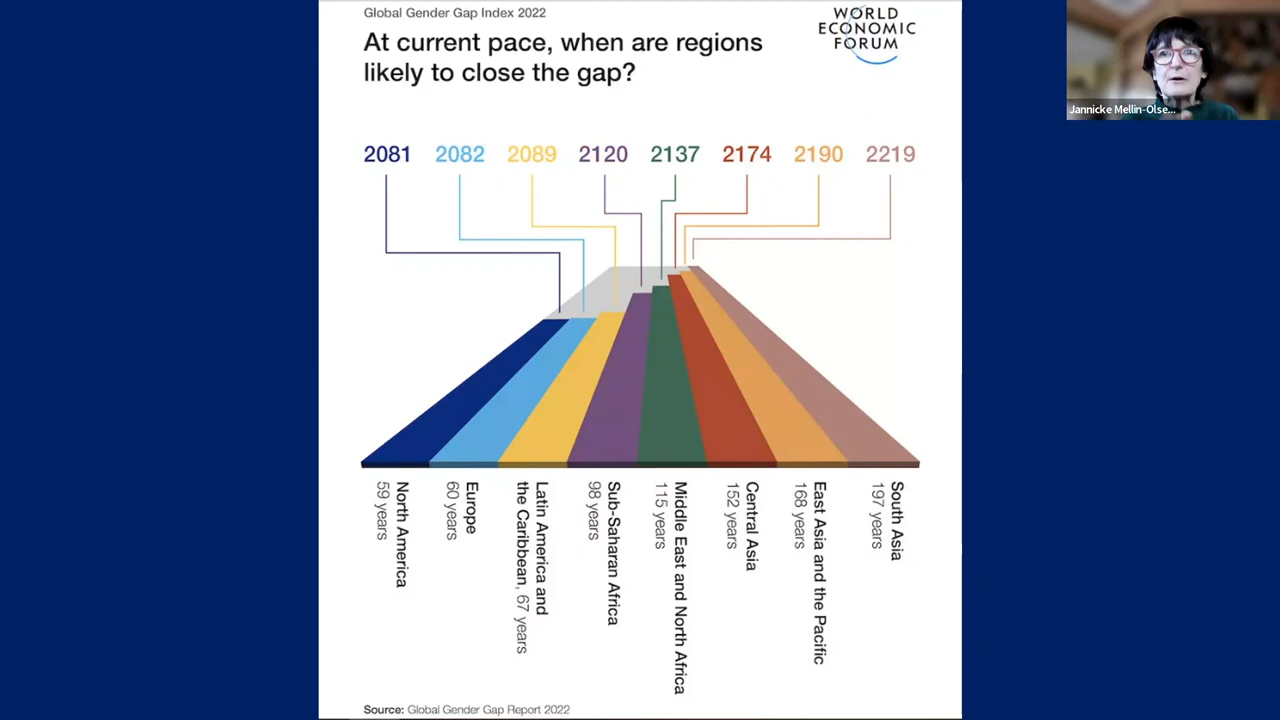 Global Gender Gap Index 2022
At current pace, when are regions
likely to close the gap?
WORLD
ECONOMIC
FORUM
Jannicke Mellin-Olse...
2081 2082 2089 2120 2137 2174 2190 2219
North America
59 years
Europe
60 years
Latin America and
the Caribbean, 67 years
Sub-Saharan Africa
98 years
Middle East and North Africa
115 years
Central Asia
152 years
East Asia and the Pacific
168 years
South Asia
197 years
Source: Global Gender Gap Report 2022